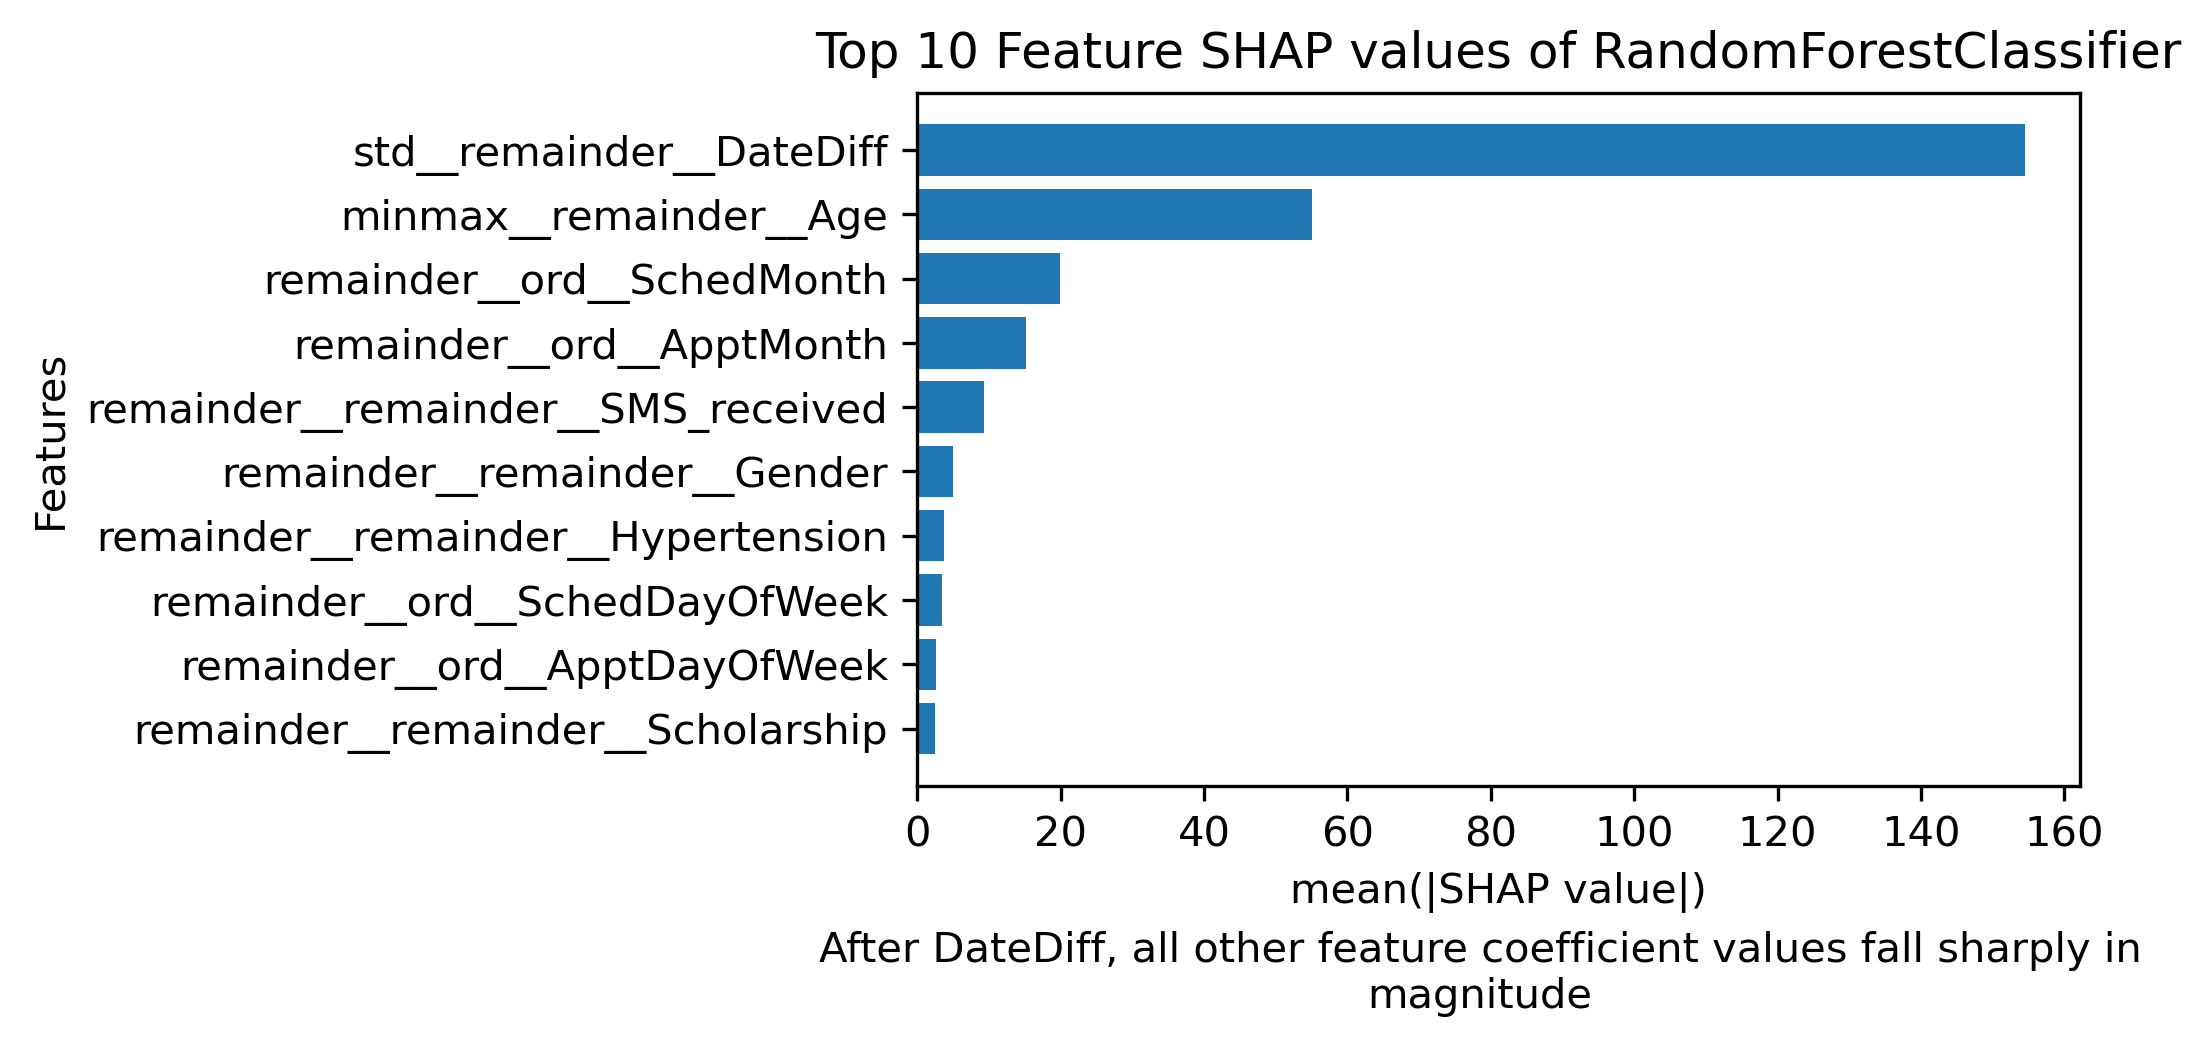 Top 10 Feature SHAP values of RandomForestClassifier
Features
std__remainder__DateDiff
minmax__remainder__Age
remainder__ord__SchedMonth
remainder__ord__ApptMonth
remainder__remainder__SMS_received
remainder__remainder__Gender
remainder__remainder__Hypertension
remainder__ord__SchedDayOfWeek
remainder__ord__ApptDayOfWeek
remainder__remainder__Scholarship
0 20 40 60 80 100 120 140 160
mean(|SHAP value|)
After DateDiff, all other feature coefficient values fall sharply in
magnitude